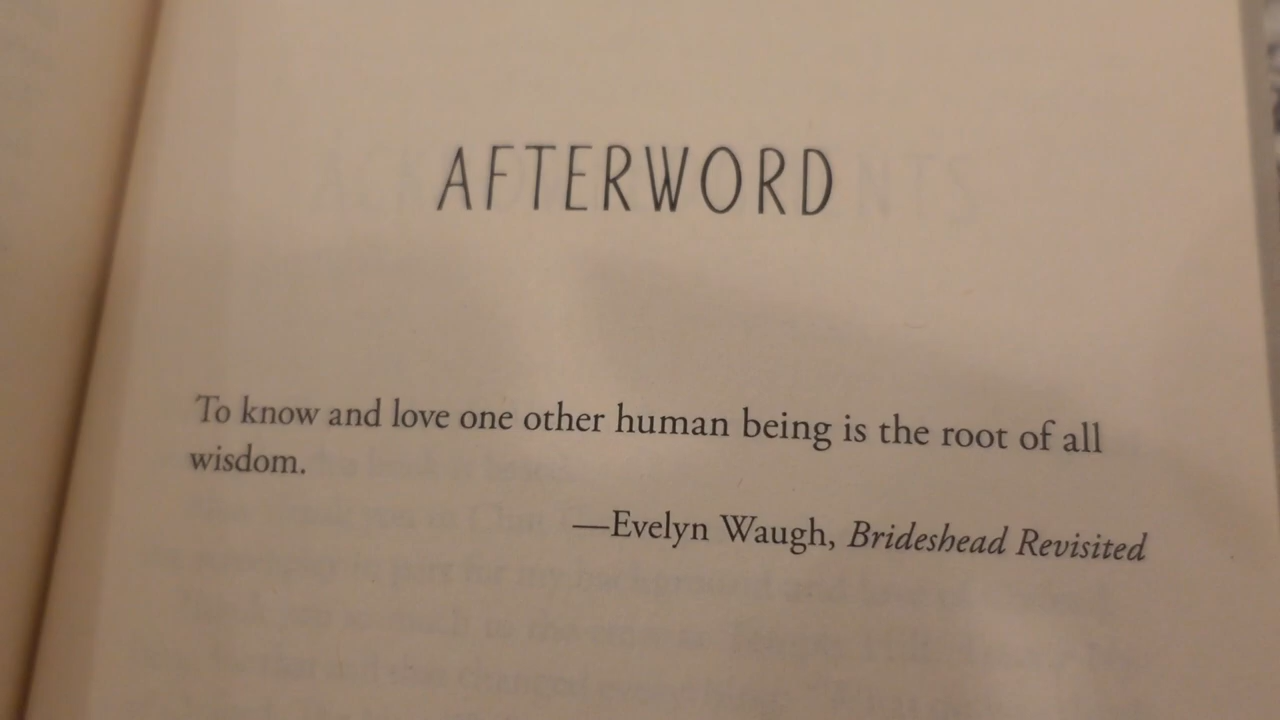 AFTERWORD
To know and love one other human being is the root of all
wisdom.
—Evelyn Waugh, Brideshead Revisited